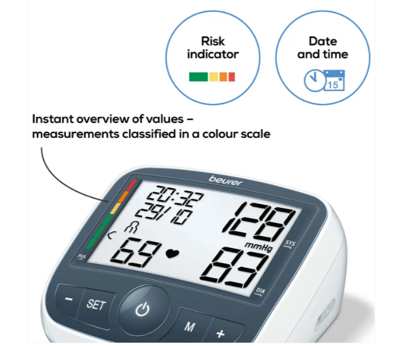 Risk
indicator
Date
and time
15
Instant overview of values –
measurements classified in a colour scale
beurer
20:32
29/10
128
mmHg
SYS
69
83
DIA
SET
M